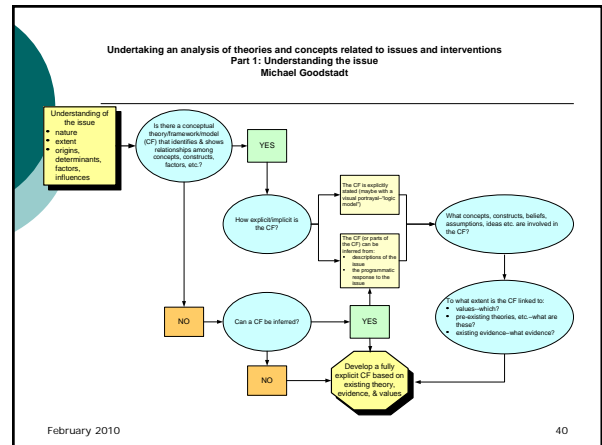 Undertaking an analysis of theories and concepts related to issues and interventions
Part 1: Understanding the issue
Michael Goodstadt
Understanding of
the issue
• nature
• extent
• origins,
determinants,
factors,
influences
Is there a conceptual
theory/framework/model
(CF) that identifies & shows
relationships among
concepts, constructs,
factors, etc.?
YES
How explicit/implicit is
the CF?
The CF is explicitly
stated (maybe with a
visual portrayal–"logic
model")
The CF (or parts of
the CF) can be
inferred from:
• descriptions of the
issue
• the programmatic
response to the
issue
What concepts, constructs, beliefs,
assumptions, ideas etc. are involved in
the CF?
To what extent is the CF linked to:
• values--which?
• pre-existing theories, etc.–what are
these?
• existing evidence–what evidence?
NO
Can a CF be inferred?
YES
NO
Develop a fully
explicit CF based on
existing theory,
evidence, & values
February 2010
40